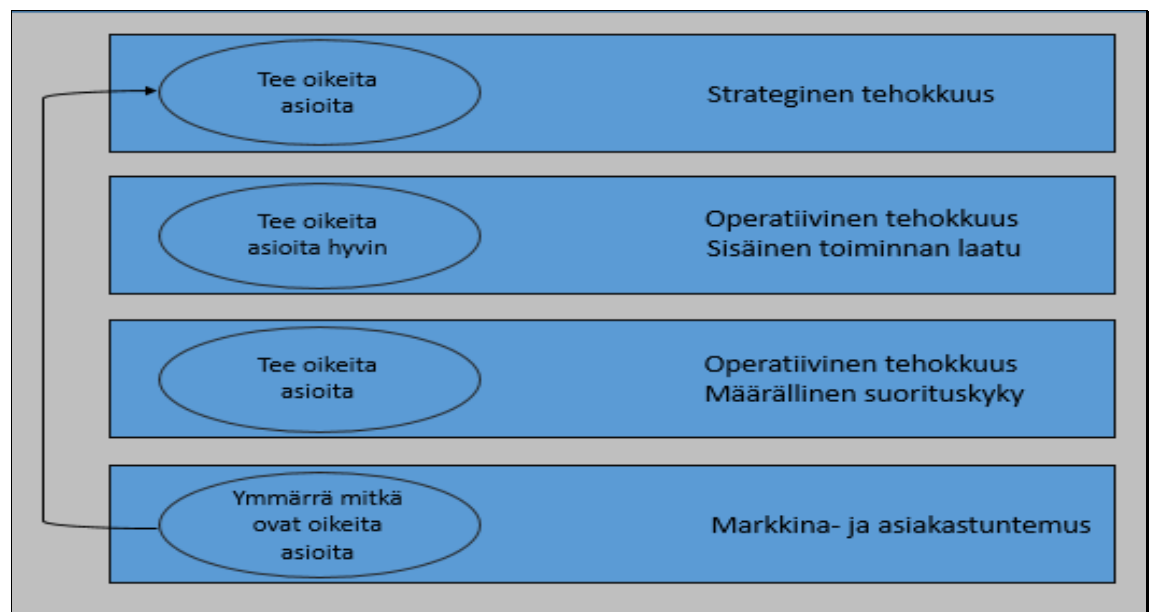 Tee oikeita
asioita
Strateginen tehokkuus
Tee oikeita
asioita hyvin
Operatiivinen tehokkuus
Sisäinen toiminnan laatu
Tee oikeita
asioita
Operatiivinen tehokkuus
Määrällinen suorituskyky
Ymmärrä mitkä
ovat oikeita
asioita
Markkina- ja asiakastuntemus